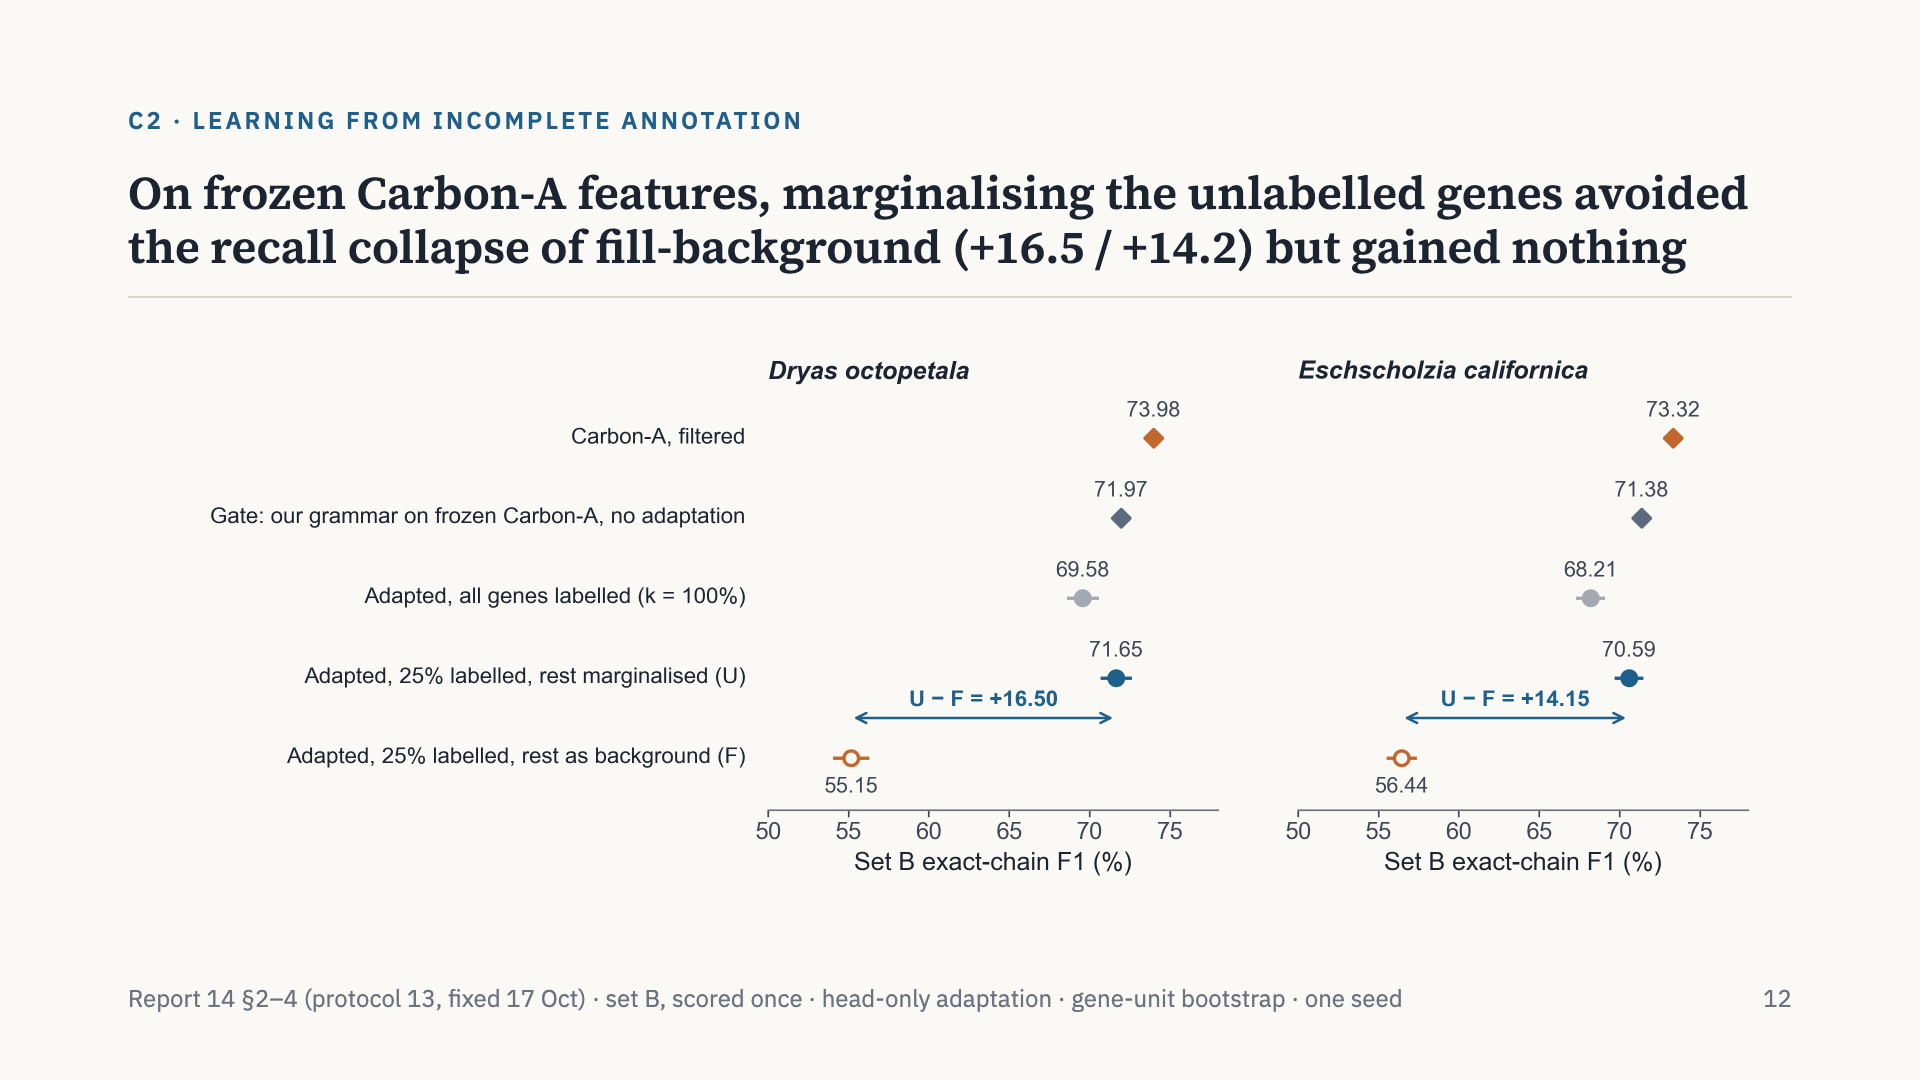 C2 · LEARNING FROM INCOMPLETE ANNOTATION
On frozen Carbon-A features, marginalising the unlabelled genes avoided
the recall collapse of fill-background (+16.5 / +14.2) but gained nothing
Dryas octopetala
Eschscholzia californica
73.98
73.32
Carbon-A, filtered
71.97
71.38
Gate: our grammar on frozen Carbon-A, no adaptation
69.58
68.21
Adapted, all genes labelled (k = 100%)
71.65
70.59
Adapted, 25% labelled, rest marginalised (U)
U − F = +16.50
U − F = +14.15
Adapted, 25% labelled, rest as background (F)
55.15
56.44
50 55 60 65 70 75
50 55 60 65 70 75
Set B exact-chain F1 (%)
Set B exact-chain F1 (%)
Report 14 §2–4 (protocol 13, fixed 17 Oct) · set B, scored once · head-only adaptation · gene-unit bootstrap · one seed
12